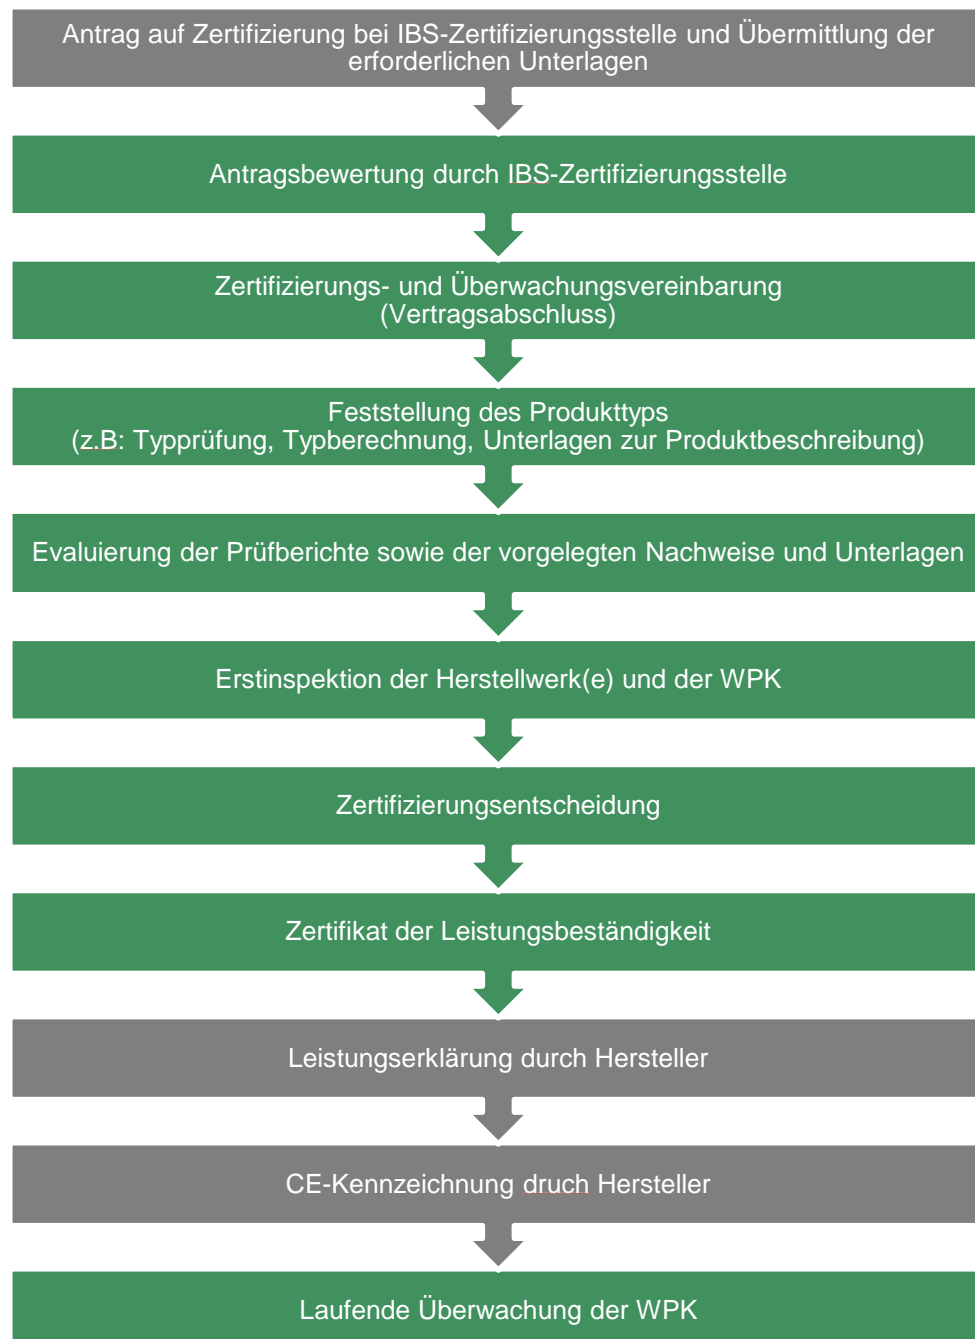 Antrag auf Zertifizierung bei IBS-Zertifizierungsstelle und Übermittlung der
erforderlichen Unterlagen
Antragsbewertung durch IBS-Zertifizierungsstelle
Zertifizierungs- und Überwachungsvereinbarung
(Vertragsabschluss)
Feststellung des Produkttyps
(z.B: Typprüfung, Typberechnung, Unterlagen zur Produktbeschreibung)
Evaluierung der Prüfberichte sowie der vorgelegten Nachweise und Unterlagen
Erstinspektion der Herstellwerk(e) und der WPK
Zertifizierungsentscheidung
Zertifikat der Leistungsbeständigkeit
Leistungserklärung durch Hersteller
CE-Kennzeichnung druch Hersteller
Laufende Überwachung der WPK